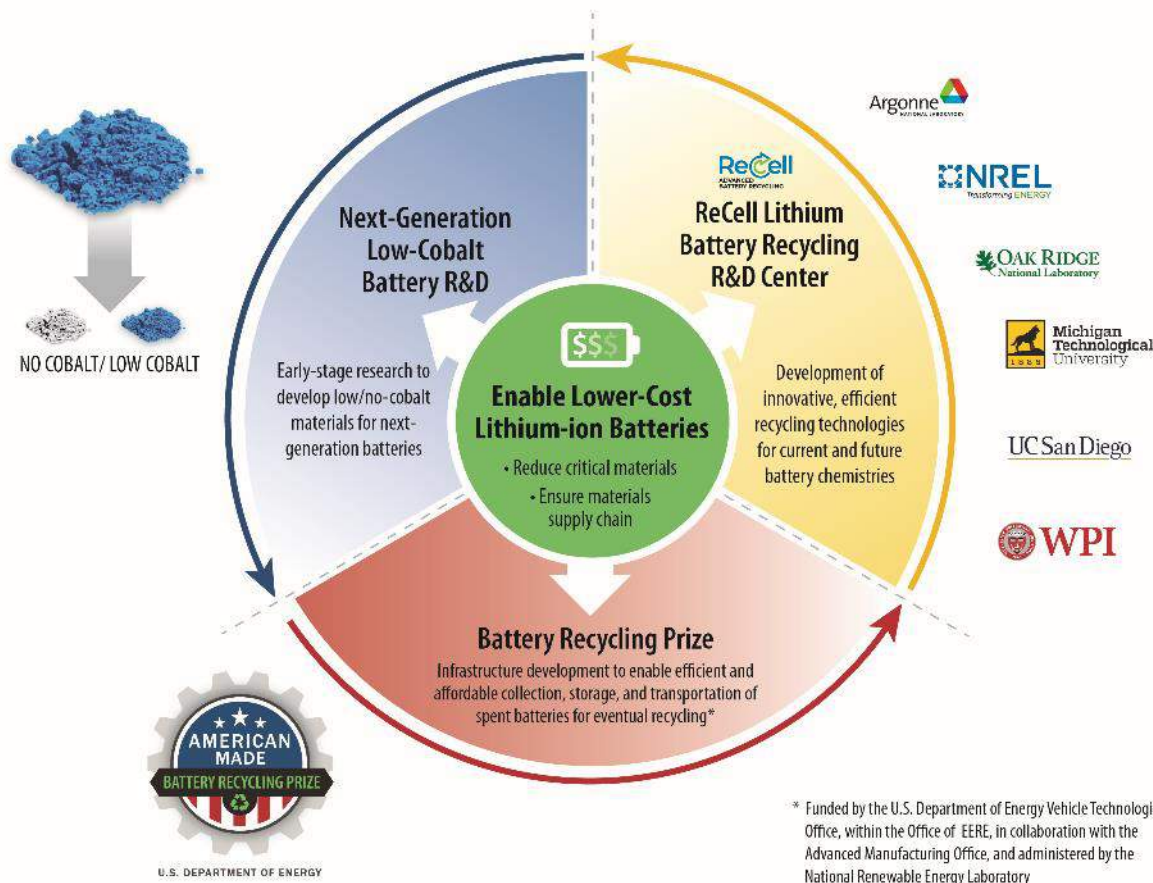 NO COBALT/ LOW COBALT
Next-Generation
Low-Cobalt
Battery R&D
Early-stage research to
develop low/no-cobalt
materials for next-
generation batteries
ReCell
ADVANCED
BATTERY RECYCLING
ReCell Lithium
Battery Recycling
R&D Center
Development of
innovative, efficient
recycling technologies
for current and future
battery chemistries
$$$
Enable Lower-Cost
Lithium-ion Batteries
• Reduce critical materials
• Ensure materials
supply chain
Battery Recycling Prize
Infrastructure development to enable efficient and
affordable collection, storage, and transportation of
spent batteries for eventual recycling*
Argonne
NATIONAL LABORATORY
NREL
Transforming ENERGY
OAK RIDGE
National Laboratory
Michigan
Technological
University
1885
UC San Diego
WPI
AMERICAN
MADE
BATTERY RECYCLING PRIZE
U.S. DEPARTMENT OF ENERGY
* Funded by the U.S. Department of Energy Vehicle Technologi
Office, within the Office of EERE, in collaboration with the
Advanced Manufacturing Office, and administered by the
National Renewable Energy Laboratory